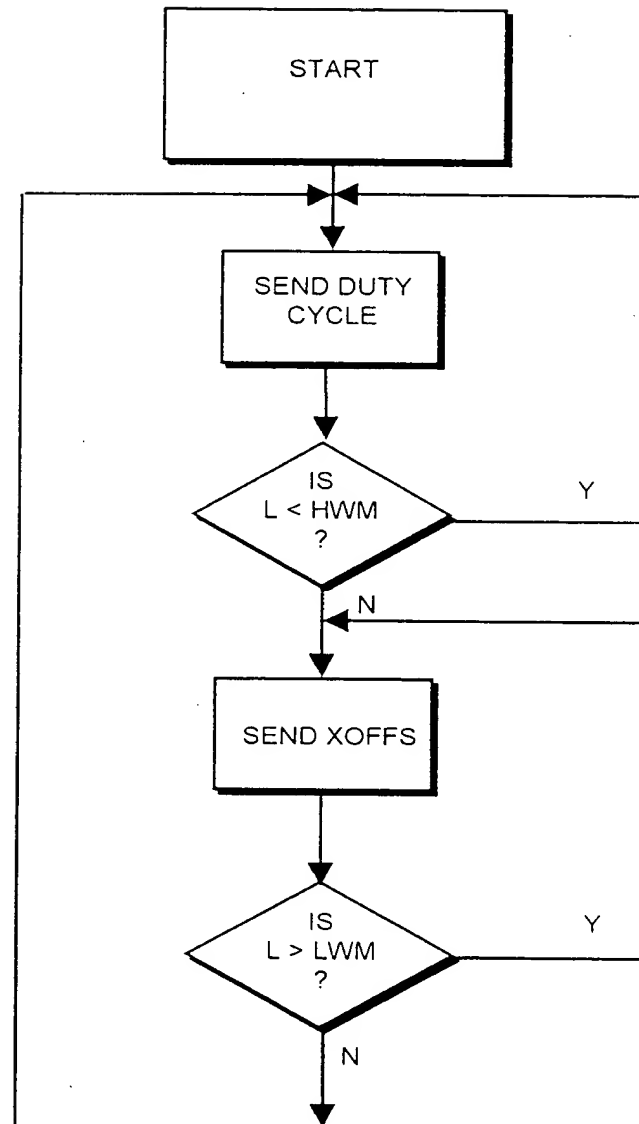 START
SEND DUTY
CYCLE
IS
L < HWM
?
Y
N
SEND XOFFS
IS
L > LWM
?
Y
N